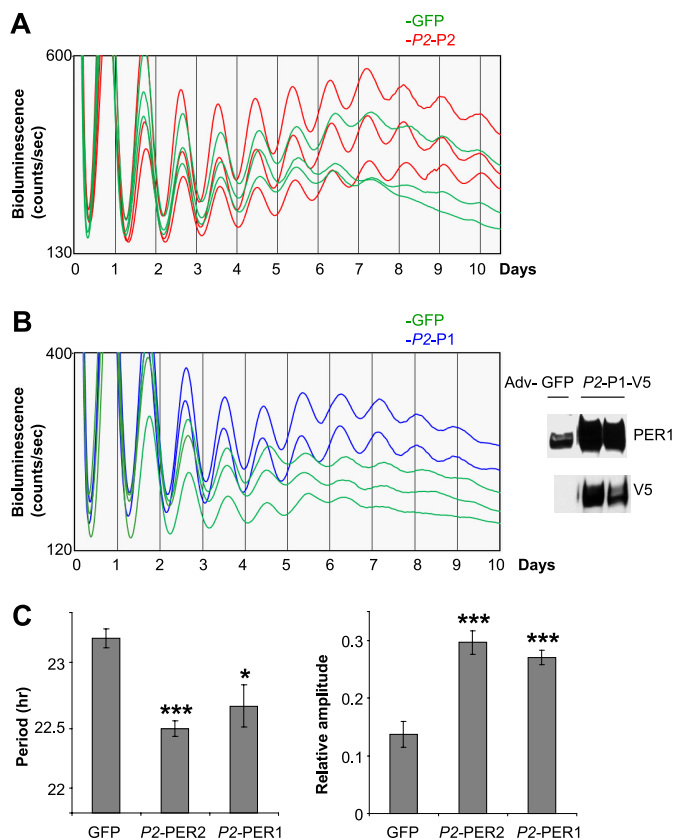 A
-GFP
-P2-P2
600
Bioluminescence
(counts/sec)
130
0 1 2 3 4 5 6 7 8 9 10 Days
B
-GFP
-P2-P1
400
Bioluminescence
(counts/sec)
120
0 1 2 3 4 5 6 7 8 9 10 Days
Adv- GFP P2-P1-V5
PER1
V5
C
Period (hr)
23
22.5
22
***
*
GFP P2-PER2 P2-PER1
Relative amplitude
0.3
0.2
0.1
0
***
***
GFP P2-PER2 P2-PER1